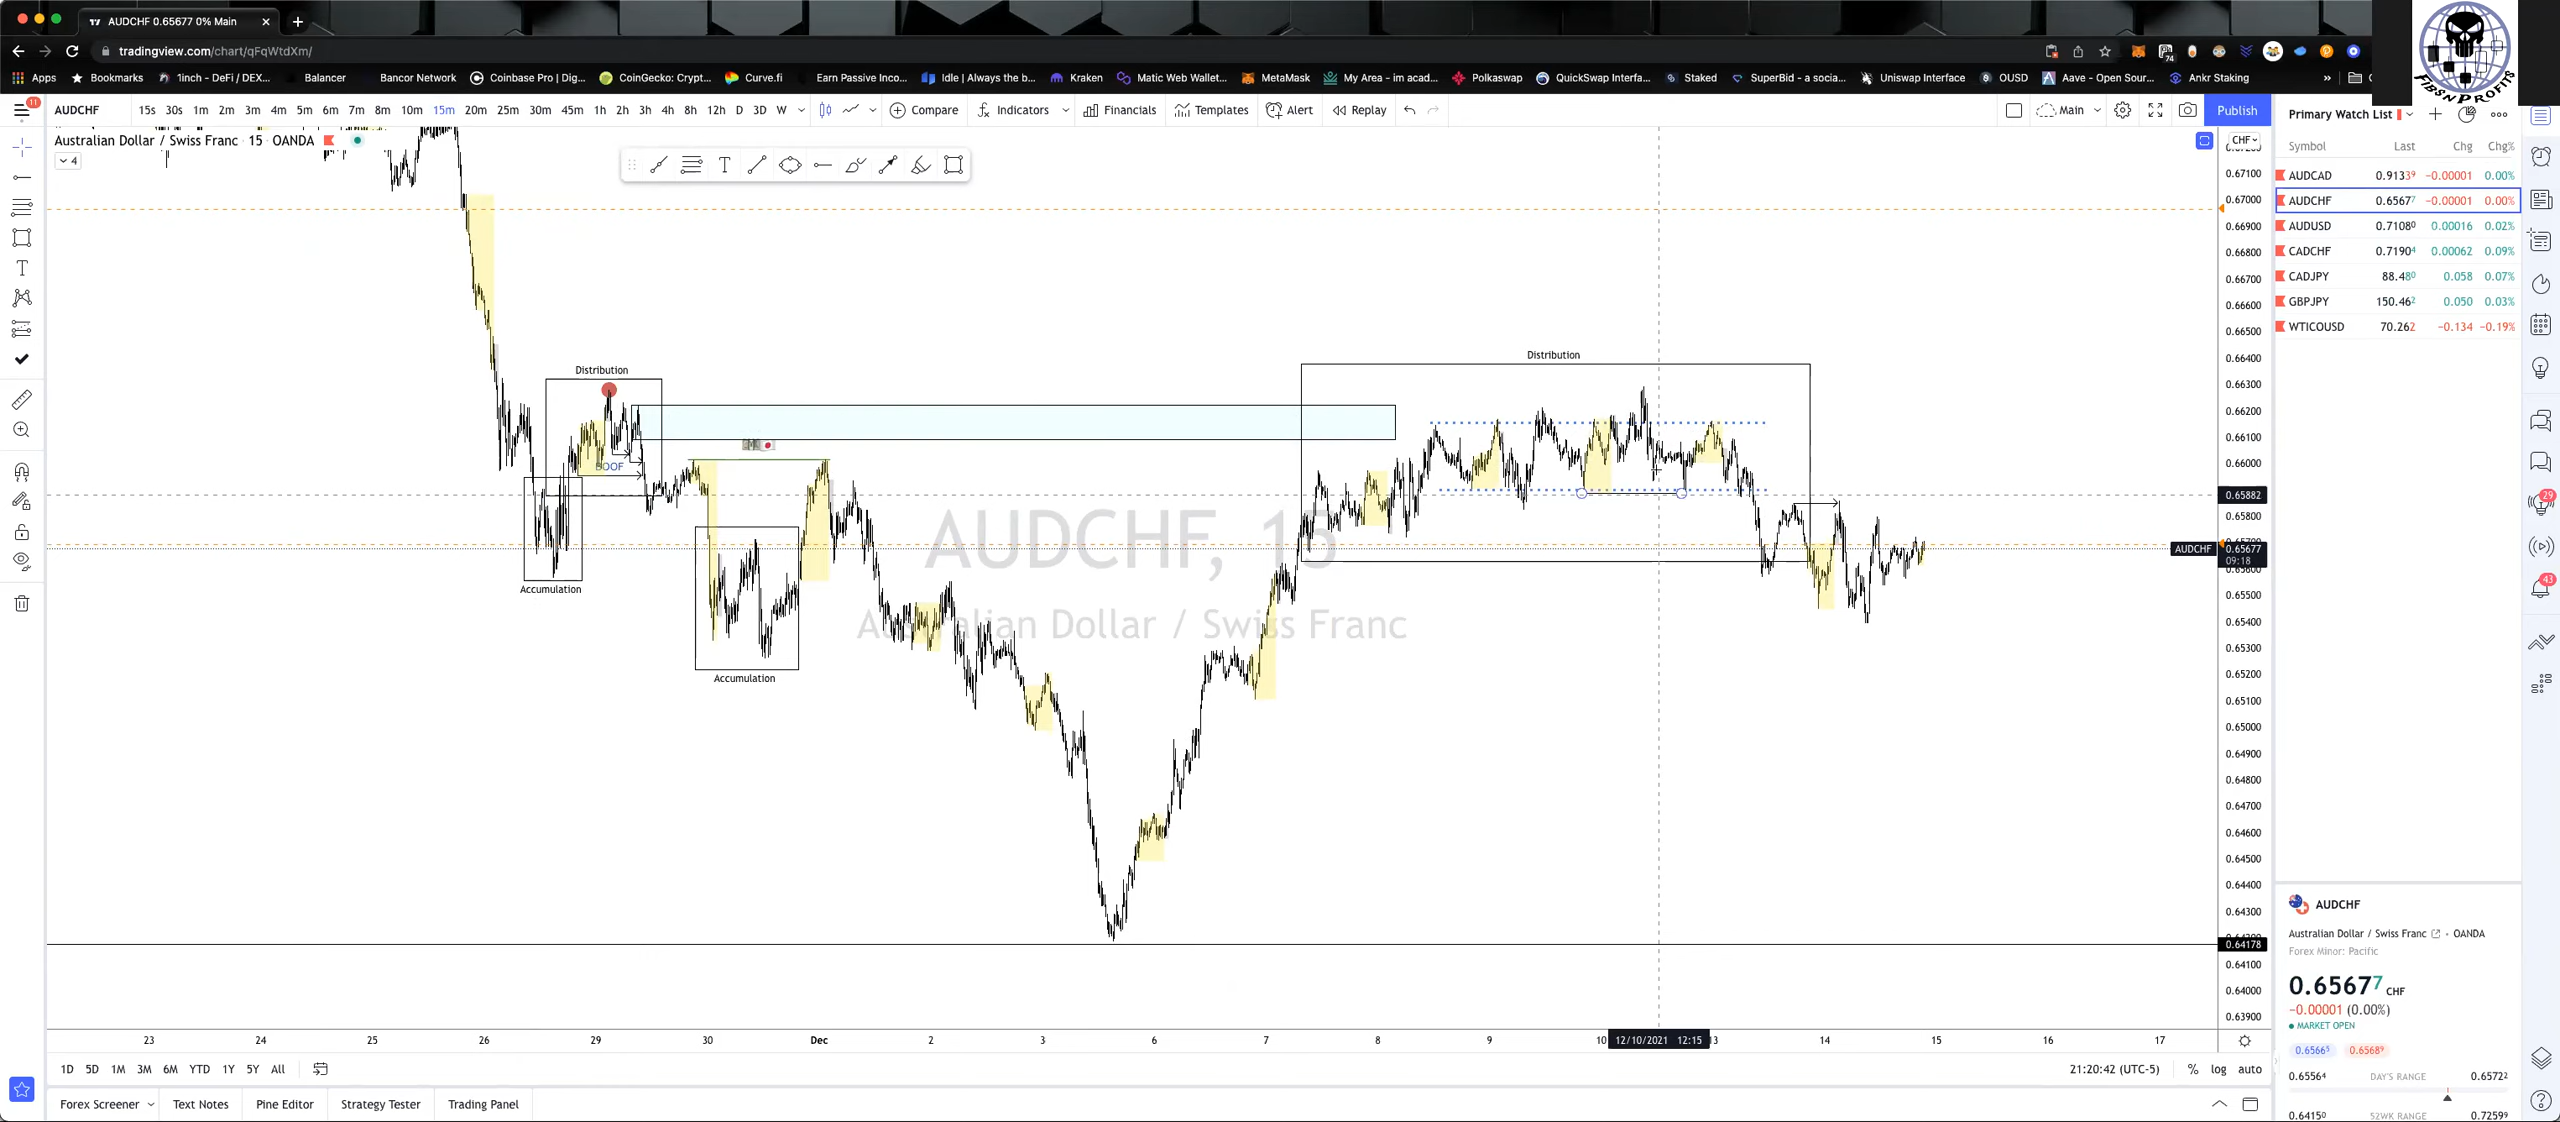 AUDCHF 0.65677 0% Main
tradingview.com/chart/qFqWtdXm/
Apps Bookmarks 1inch - DeFi / DEX... Balancer Bancor Network Coinbase Pro | Dig... CoinGecko: Crypt... Curve.fi Earn Passive Inco... Idle | Always the b... Kraken Matic Web Wallet... MetaMask My Area - im acad... Polkaswap QuickSwap Interfa... Staked SuperBid - a socia... Uniswap Interface OUSD Aave - Open Sour... Ankr Staking »
FIBSNPROFITS
11 AUDCHF 15s 30s 1m 2m 3m 4m 5m 6m 7m 8m 10m 15m 20m 25m 30m 45m 1h 2h 3h 4h 8h 12h D 3D W Compare Indicators Financials Templates Alert Replay Main Publish
Australian Dollar / Swiss Franc · 15 · OANDA
4
CHF
0.67100
0.67000
0.66900
0.66800
0.66700
0.66600
0.66500
0.66400
0.66300
0.66200
0.66100
0.66000
0.65882
0.65800
AUDCHF 0.65677
09:18
0.65500
0.65400
0.65300
0.65200
0.65100
0.65000
0.64900
0.64800
0.64700
0.64600
0.64500
0.64400
0.64300
0.64178
0.64100
0.64000
0.63900
Distribution
BOOF
Accumulation
Accumulation
Distribution
AUDCHF, 15
Australian Dollar / Swiss Franc
23 24 25 26 29 30 Dec 2 3 6 7 8 9 10 12/10/2021 12:15 13 14 15 16 17
1D 5D 1M 3M 6M YTD 1Y 5Y All
21:20:42 (UTC-5) % log auto
Forex Screener Text Notes Pine Editor Strategy Tester Trading Panel
Primary Watch List
Symbol Last Chg Chg%
AUDCAD 0.91339 −0.00001 0.00%
AUDCHF 0.65677 −0.00001 0.00%
AUDUSD 0.71080 0.00016 0.02%
CADCHF 0.71904 0.00062 0.09%
CADJPY 88.480 0.058 0.07%
GBPJPY 150.462 0.050 0.03%
WTICOUSD 70.262 −0.134 −0.19%
29
43
AUDCHF
Australian Dollar / Swiss Franc • OANDA
Forex Minor: Pacific
0.65677 CHF
−0.00001 (0.00%)
MARKET OPEN
0.65665 0.65689
0.65564 DAY'S RANGE 0.65722
0.64150 52WK RANGE 0.72599